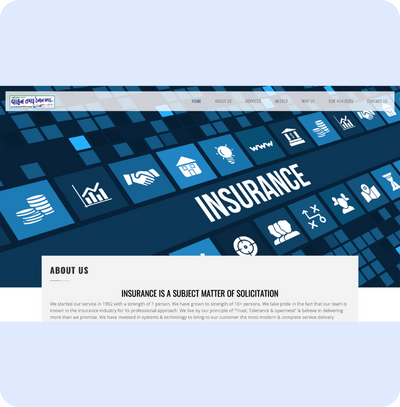 HOME ABOUT US SERVICES MEDALS WHY US OUR ADVISORS CONTACT US
www
INSURANCE
ABOUT US
INSURANCE IS A SUBJECT MATTER OF SOLICITATION
We started our service in 1992 with a strength of 1 person. We have grown to strength of 10+ persons. We take pride in the fact that our team is
known in the insurance industry for its professional approach. We live by our principle of "Trust, Tolerance & openness" & believe in delivering
more than we promise. We have invested in systems & technology to bring to our customer the most modern & complete service delivery